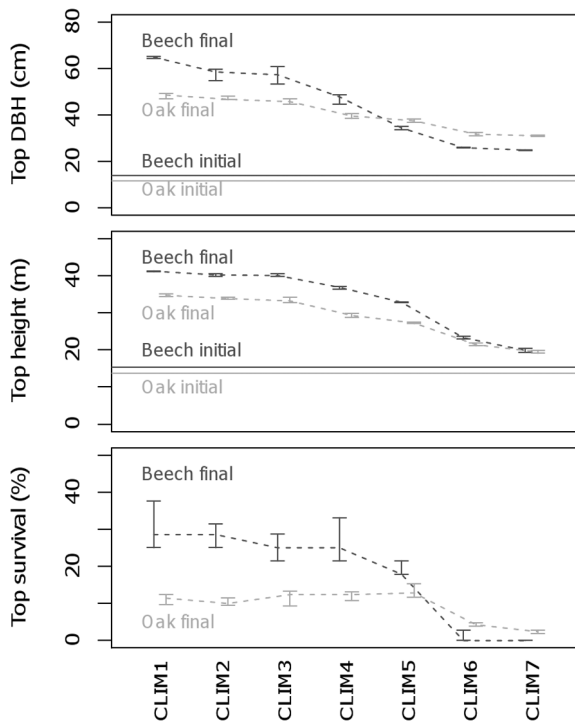 Top DBH (cm)
80
60
40
20
0
Beech final
Oak final
Beech initial
Oak initial
Top height (m)
40
20
0
Beech final
Oak final
Beech initial
Oak initial
Top survival (%)
40
20
0
Beech final
Oak final
CLIM1
CLIM2
CLIM3
CLIM4
CLIM5
CLIM6
CLIM7